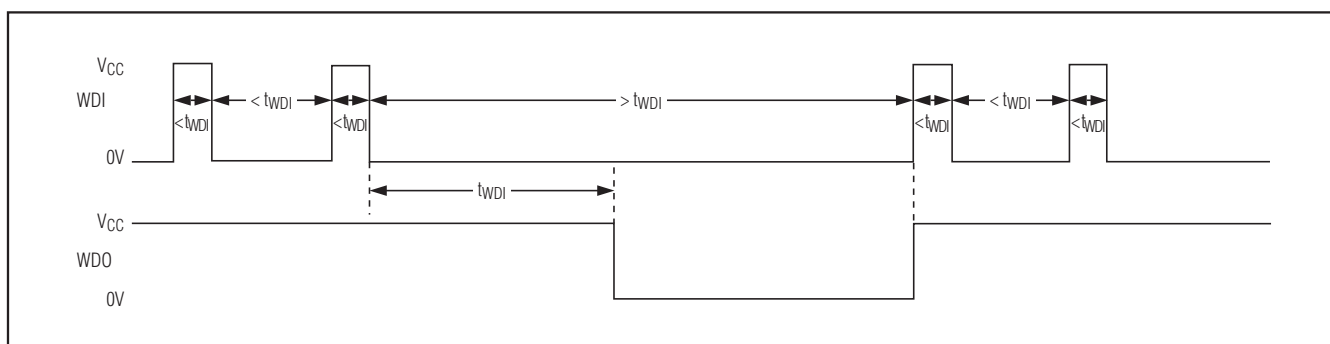 VCC
WDI
< tWDI
> tWDI
< tWDI
<tWDI
<tWDI
<tWDI
<tWDI
0V
tWDI
VCC
WDO
0V